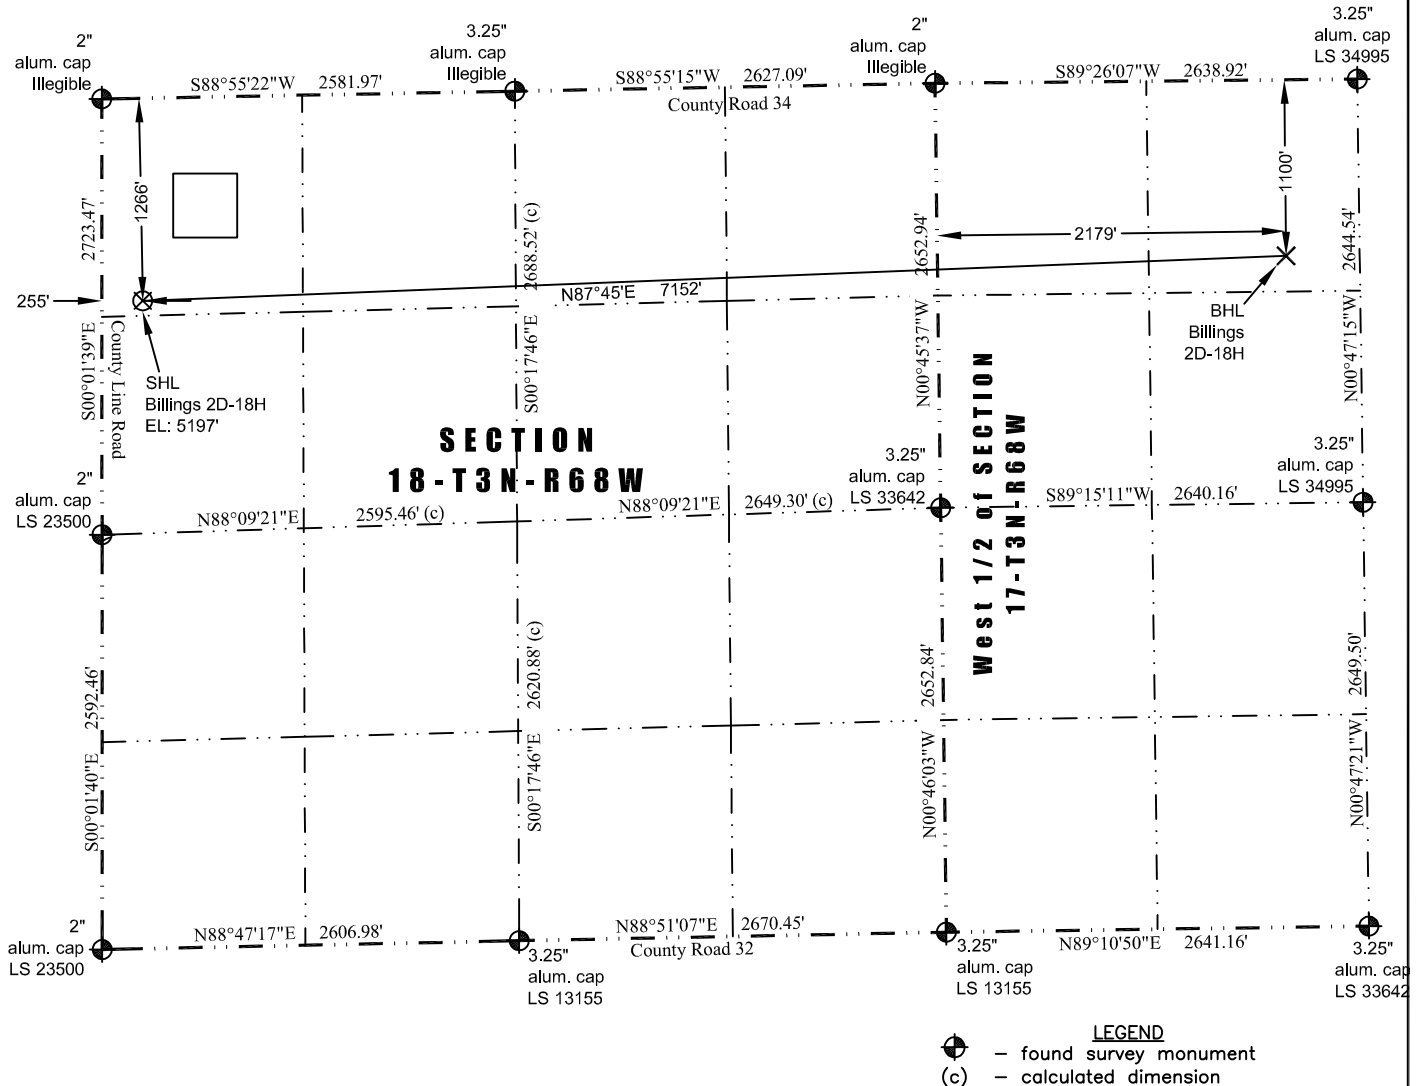 2"
alum. cap
Illegible
3.25"
alum. cap
Illegible
2"
alum. cap
Illegible
3.25"
alum. cap
LS 34995
S88°55'22"W 2581.97'
S88°55'15"W 2627.09'
S89°26'07"W 2638.92'
County Road 34
1266'
1100'
2723.47'
2688.52' (c)
2652.94'
2644.54'
2179'
255'
N87°45'E 7152'
S00°01'39"E
County Line Road
S00°17'46"E
N00°45'37"W
N00°47'15"W
SHL
Billings 2D-18H
EL: 5197'
BHL
Billings
2D-18H
SECTION
18-T3N-R68W
West 1/2 of SECTION
17-T3N-R68W
2"
alum. cap
LS 23500
3.25"
alum. cap
LS 33642
3.25"
alum. cap
LS 34995
N88°09'21"E 2595.46' (c)
N88°09'21"E 2649.30' (c)
S89°15'11"W 2640.16'
2592.46'
2620.88' (c)
2652.84'
2649.50'
S00°01'40"E
S00°17'46"E
N00°46'03"W
N00°47'21"W
2"
alum. cap
LS 23500
N88°47'17"E 2606.98'
N88°51'07"E 2670.45'
N89°10'50"E 2641.16'
County Road 32
3.25"
alum. cap
LS 13155
3.25"
alum. cap
LS 13155
3.25"
alum. cap
LS 33642
LEGEND
– found survey monument
(c) – calculated dimension